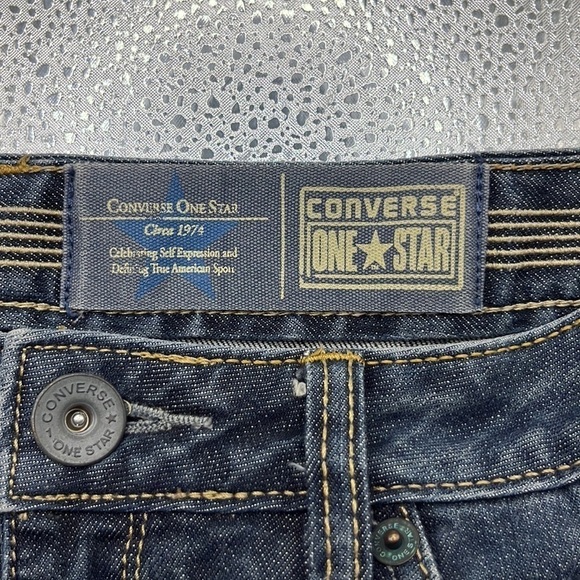 CONVERSE ONE STAR
Circa 1974
Celebrating Self Expression and
Defining True American Sport
CONVERSE
ONE★STAR
CONVERSE
ONE STAR
CONVERSE